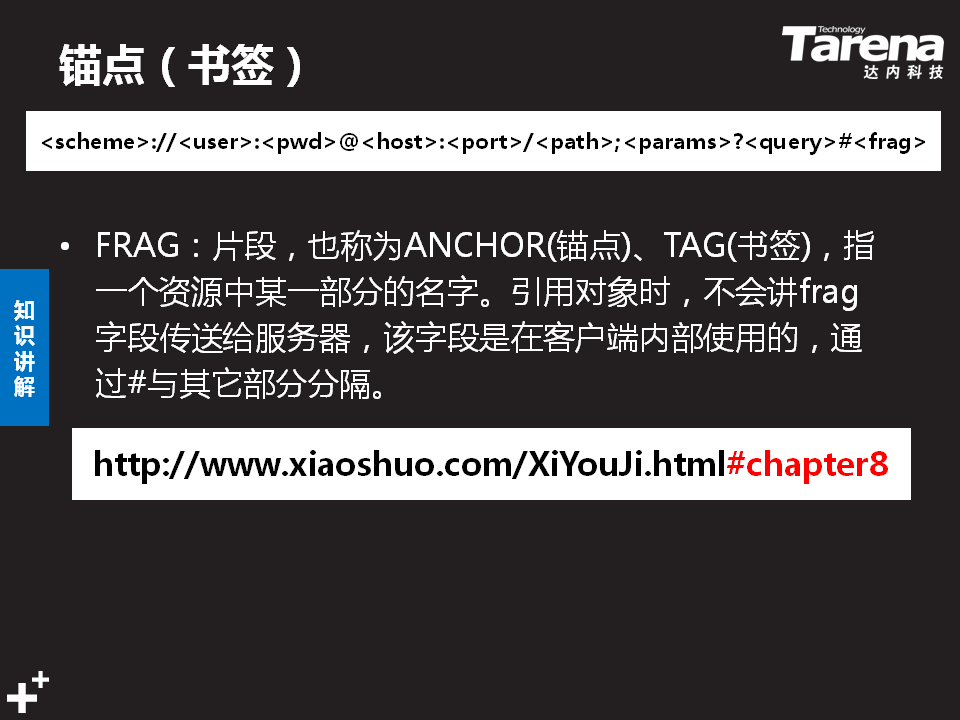 锚点（书签）
Technology
Tarena
达内科技
<scheme>://<user>:<pwd>@<host>:<port>/<path>;<params>?<query>#<frag>
• FRAG：片段，也称为ANCHOR(锚点)、TAG(书签)，指
一个资源中某一部分的名字。引用对象时，不会讲frag
字段传送给服务器，该字段是在客户端内部使用的，通
过#与其它部分分隔。
知
识
讲
解
http://www.xiaoshuo.com/XiYouJi.html#chapter8